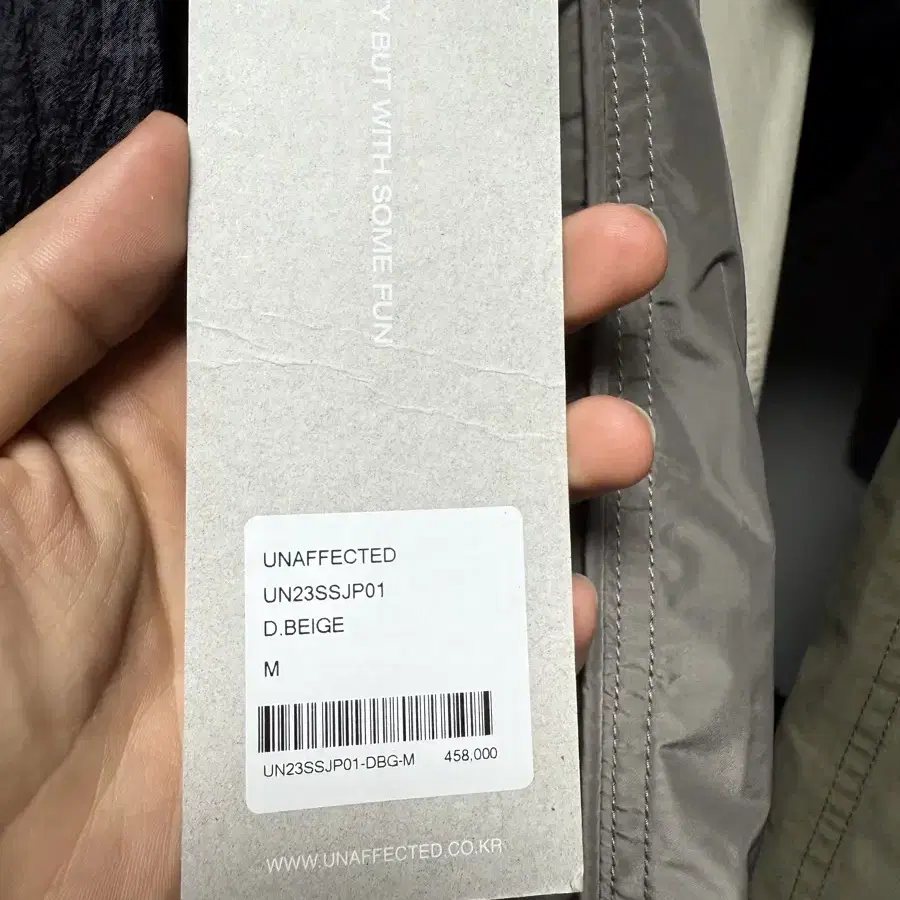 Y BUT WITH SOME FUN
UNAFFECTED
UN23SSJP01
D.BEIGE
M
UN23SSJP01-DBG-M 458,000
WWW.UNAFFECTED.CO.KR